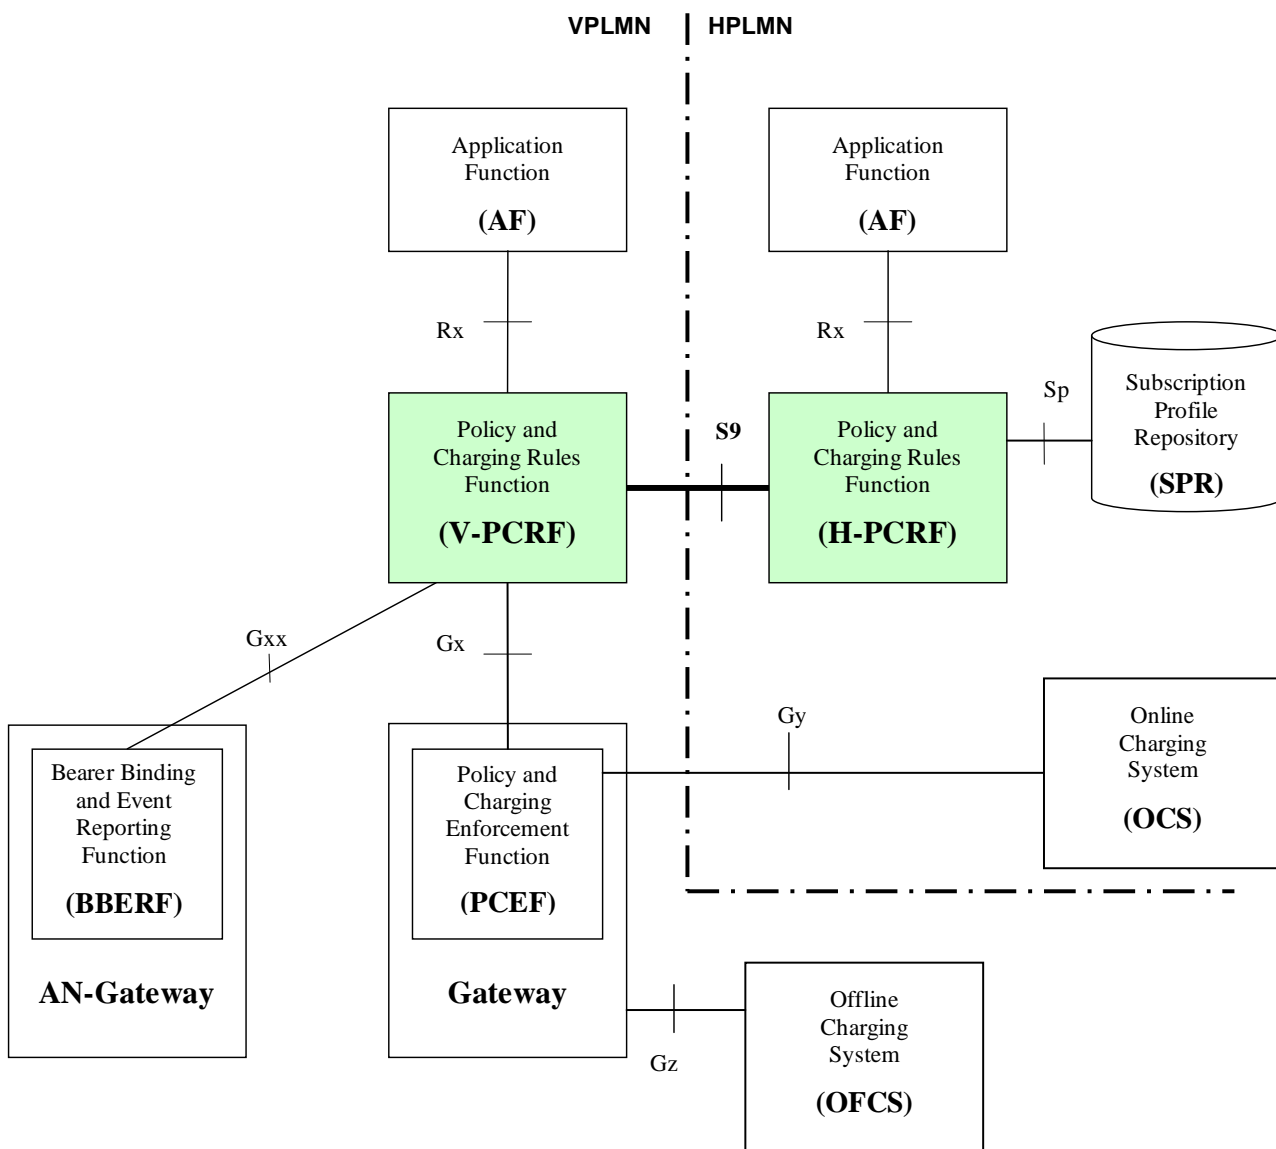 VPLMN
HPLMN
Application
Function
(AF)
Application
Function
(AF)
Rx
Rx
Policy and
Charging Rules
Function
(V-PCRF)
S9
Policy and
Charging Rules
Function
(H-PCRF)
Sp
Subscription
Profile
Repository
(SPR)
Gxx
Gx
Gy
Online
Charging
System
(OCS)
Bearer Binding
and Event
Reporting
Function
(BBERF)
AN-Gateway
Policy and
Charging
Enforcement
Function
(PCEF)
Gateway
Gz
Offline
Charging
System
(OFCS)